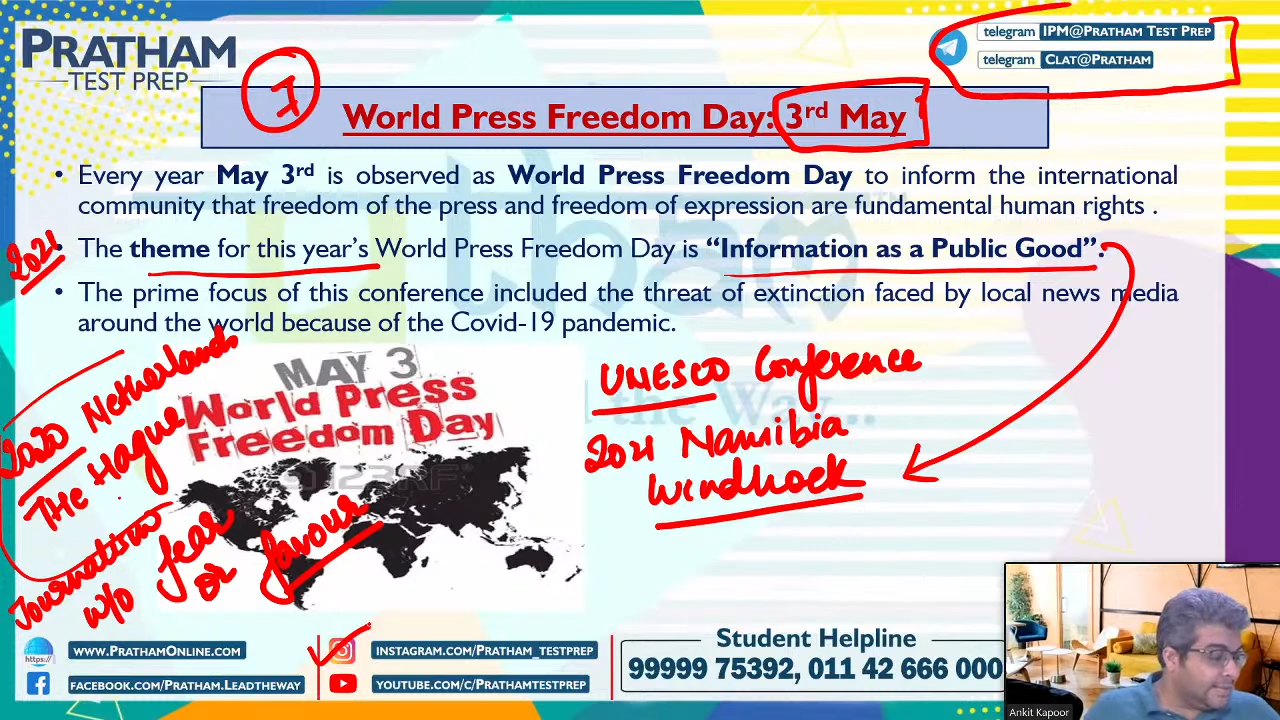 PRATHAM
TEST PREP
telegram IPM@PRATHAM TEST PREP
telegram CLAT@PRATHAM
1
World Press Freedom Day: 3rd May
• Every year May 3rd is observed as World Press Freedom Day to inform the international
community that freedom of the press and freedom of expression are fundamental human rights .
2021
• The theme for this year's World Press Freedom Day is “Information as a Public Good”.
• The prime focus of this conference included the threat of extinction faced by local news media
around the world because of the Covid-19 pandemic.
2020 Netherlands
The Hague
Journalism
w/o fear
or favour
MAY 3
World Press
Freedom Day
123RF
UNESCO Conference
2021 Namibia
Windhoek
https://
WWW.PRATHAMONLINE.COM
FACEBOOK.COM/PRATHAM.LEADTHEWAY
INSTAGRAM.COM/PRATHAM_TESTPREP
YOUTUBE.COM/C/PRATHAMTESTPREP
Student Helpline
99999 75392, 011 42 666 000
Ankit Kapoor